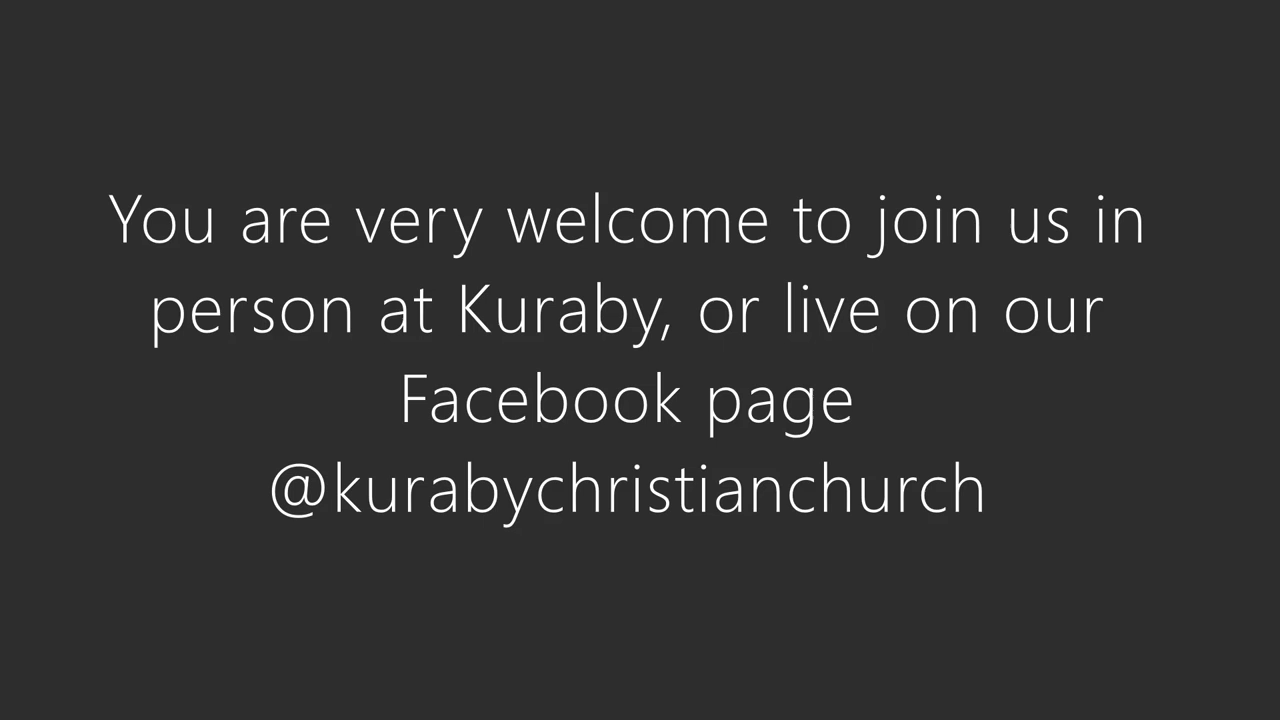 You are very welcome to join us in
person at Kuraby, or live on our
Facebook page
@kurabychristianchurch